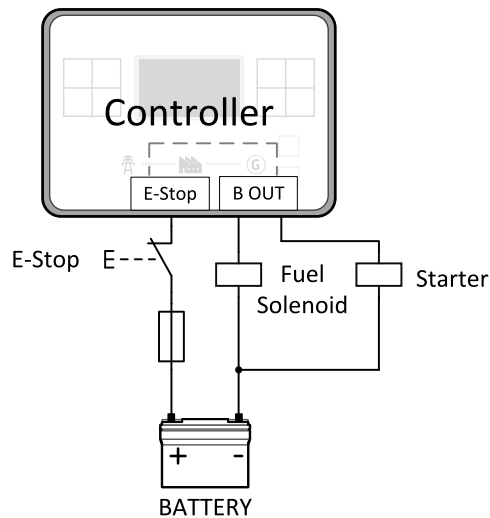 Controller
G
E-Stop
B OUT
E-Stop
Fuel
Solenoid
Starter
+ -
BATTERY